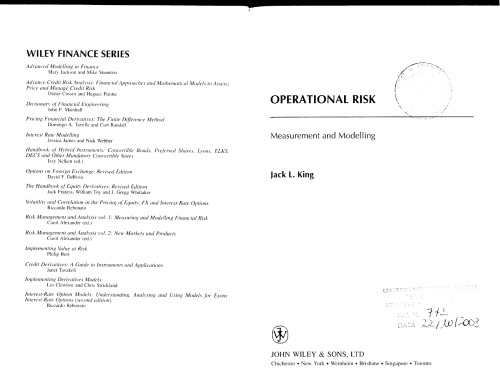 WILEY FINANCE SERIES
Advanced Modelling in Finance
Mary Jackson and Mike Staunton
Advance Credit Risk Analysis: Financial Approaches and Mathematical Models to Assess,
Price and Manage Credit Risk
Didier Cossin and Hugues Pirotte
Dictionary of Financial Engineering
John F. Marshall
Pricing Financial Derivatives: The Finite Difference Method
Domingo A. Tavella and Curt Randall
Interest Rate Modelling
Jessica James and Nick Webber
Handbook of Hybrid Instruments: Convertible Bonds, Preferred Shares, Lyons, ELKS,
DECS and Other Mandatory Convertible Notes
Izzy Nelken (ed.)
Options on Foreign Exchange, Revised Edition
David F. DeRosa
The Handbook of Equity Derivatives, Revised Edition
Jack Francis, William Toy and J. Gregg Whittaker
Volatility and Correlation in the Pricing of Equity, FX and Interest-Rate Options
Riccardo Rebonato
Risk Management and Analysis vol. 1: Measuring and Modelling Financial Risk
Carol Alexander (ed.)
Risk Management and Analysis vol. 2: New Markets and Products
Carol Alexander (ed.)
Implementing Value at Risk
Philip Best
Credit Derivatives: A Guide to Instruments and Applications
Janet Tavakoli
Implementing Derivatives Models
Les Clewlow and Chris Strickland
Interest-Rate Option Models: Understanding, Analysing and Using Models for Exotic
Interest-Rate Options (second edition)
Riccardo Rebonato
OPERATIONAL RISK
Measurement and Modelling
Jack L. King
742
DATA 22/10/2003
JOHN WILEY & SONS, LTD
Chichester • New York • Weinheim • Brisbane • Singapore • Toronto